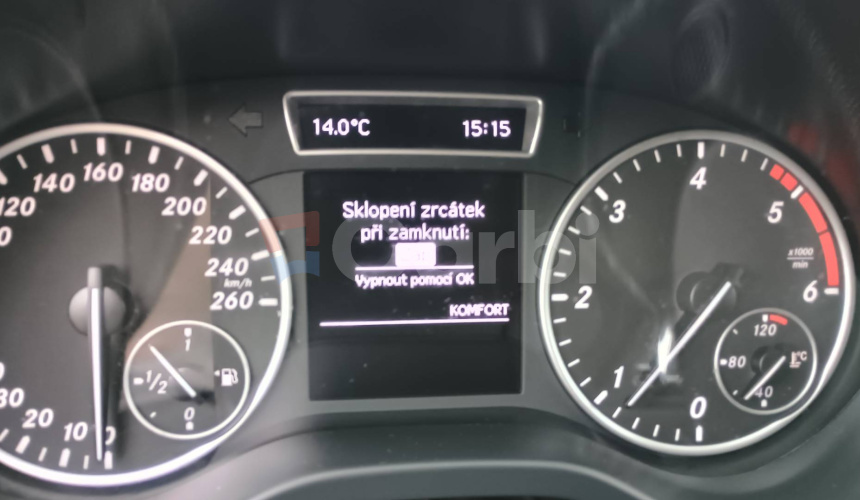 14.0°C 15:15
Sklopení zrcátek
při zamknutí:
Vypnout pomocí OK
KOMFORT
Carbi
120
140
160
180
200
220
240
km/h
260
30
20
10
0
1
1/2
0
0
1
2
3
4
5
6
x1000
min
120
80
°C
40